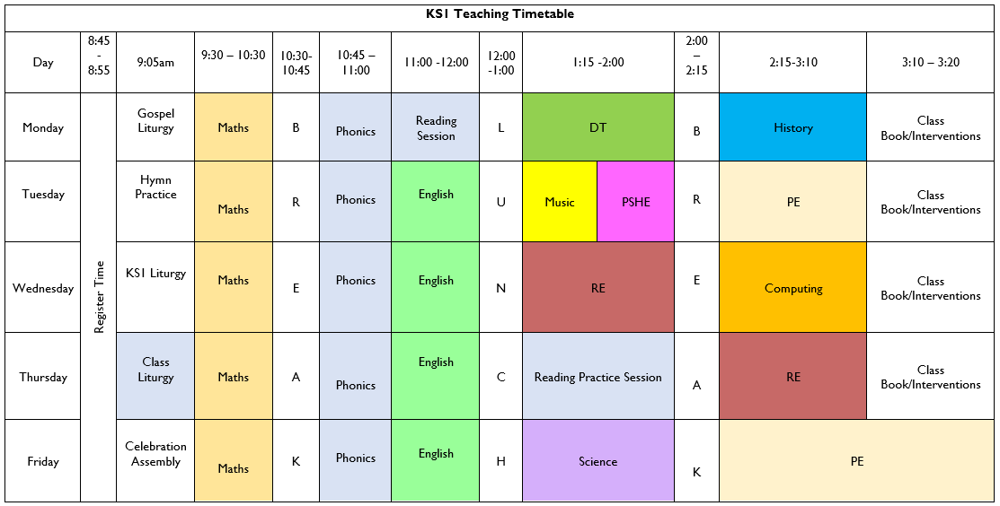 KS1 Teaching Timetable
Day
8:45
-
8:55
9:05am
9:30 – 10:30
10:30-
10:45
10:45 –
11:00
11:00 -12:00
12:00
-1:00
1:15 -2:00
2:00
–
2:15
2:15-3:10
3:10 – 3:20
Monday
Register Time
Gospel
Liturgy
Maths
B
Phonics
Reading
Session
L
DT
B
History
Class
Book/Interventions
Tuesday
Hymn
Practice
Maths
R
Phonics
English
U
Music
PSHE
R
PE
Class
Book/Interventions
Wednesday
KS1 Liturgy
Maths
E
Phonics
English
N
RE
E
Computing
Class
Book/Interventions
Thursday
Class
Liturgy
Maths
A
Phonics
English
C
Reading Practice Session
A
RE
Class
Book/Interventions
Friday
Celebration
Assembly
Maths
K
Phonics
English
H
Science
K
PE